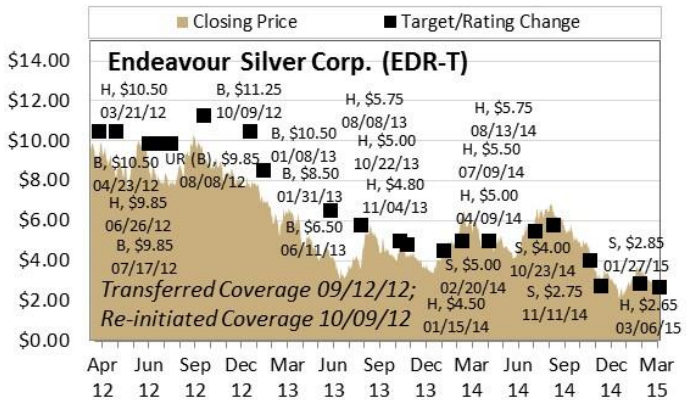 Closing Price
Target/Rating Change
Endeavour Silver Corp. (EDR-T)
$14.00
$12.00
$10.00
$8.00
$6.00
$4.00
$2.00
$0.00
H, $10.50
03/21/12
B, $10.50
04/23/12
H, $9.85
06/26/12
B, $9.85
07/17/12
UR (B), $9.85
08/08/12
B, $11.25
10/09/12
B, $10.50
01/08/13
B, $8.50
01/31/13
B, $6.50
06/11/13
H, $5.75
08/08/13
H, $5.00
10/22/13
H, $4.80
11/04/13
H, $4.50
01/15/14
S, $5.00
02/20/14
H, $5.00
04/09/14
H, $5.50
07/09/14
H, $5.75
08/13/14
S, $4.00
10/23/14
S, $2.75
11/11/14
S, $2.85
01/27/15
H, $2.65
03/06/15
Transferred Coverage 09/12/12;
Re-initiated Coverage 10/09/12
Apr Jun Sep Dec Mar Jun Sep Dec Mar Jun Sep Dec Mar
12 12 12 12 13 13 13 13 14 14 14 14 15